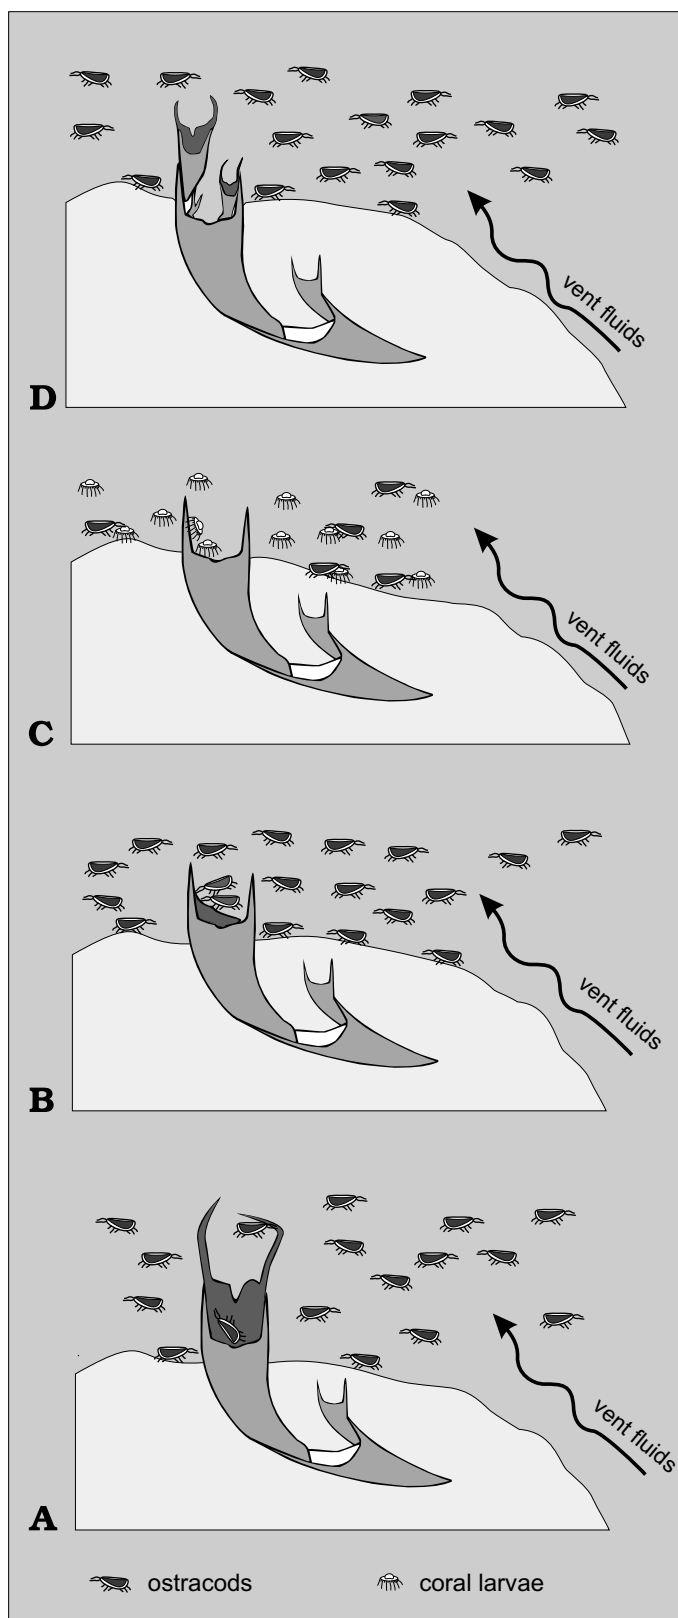 vent fluids
D
vent fluids
C
vent fluids
B
vent fluids
A
ostracods
coral larvae